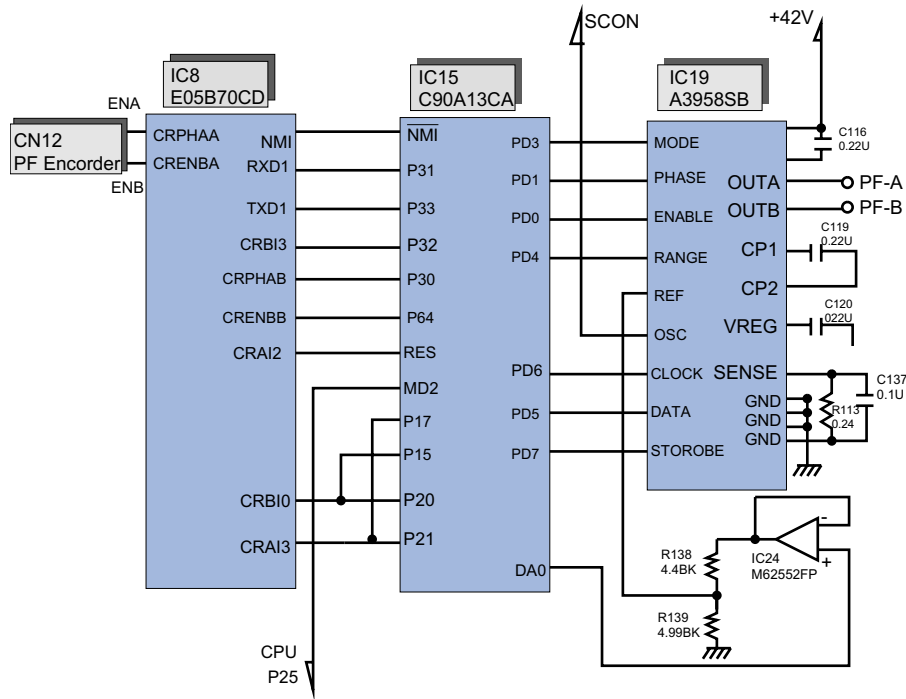 SCON
+42V
IC8
E05B70CD
IC15
C90A13CA
IC19
A3958SB
ENA
CN12
PF Encorder
ENB
CRPHAA
CRENBA
NMI
RXD1
TXD1
CRBI3
CRPHAB
CRENBB
CRAI2
CRBI0
CRAI3
NMI
P31
P33
P32
P30
P64
RES
MD2
P17
P15
P20
P21
PD3
PD1
PD0
PD4
PD6
PD5
PD7
DA0
MODE
PHASE
ENABLE
RANGE
REF
OSC
CLOCK
DATA
STOROBE
OUTA
OUTB
CP1
CP2
VREG
SENSE
GND
GND
GND
GND
C116
0.22U
PF-A
PF-B
C119
0.22U
C120
022U
C137
0.1U
R113
0.24
R138
4.4BK
R139
4.99BK
-
+
IC24
M62552FP
CPU
P25